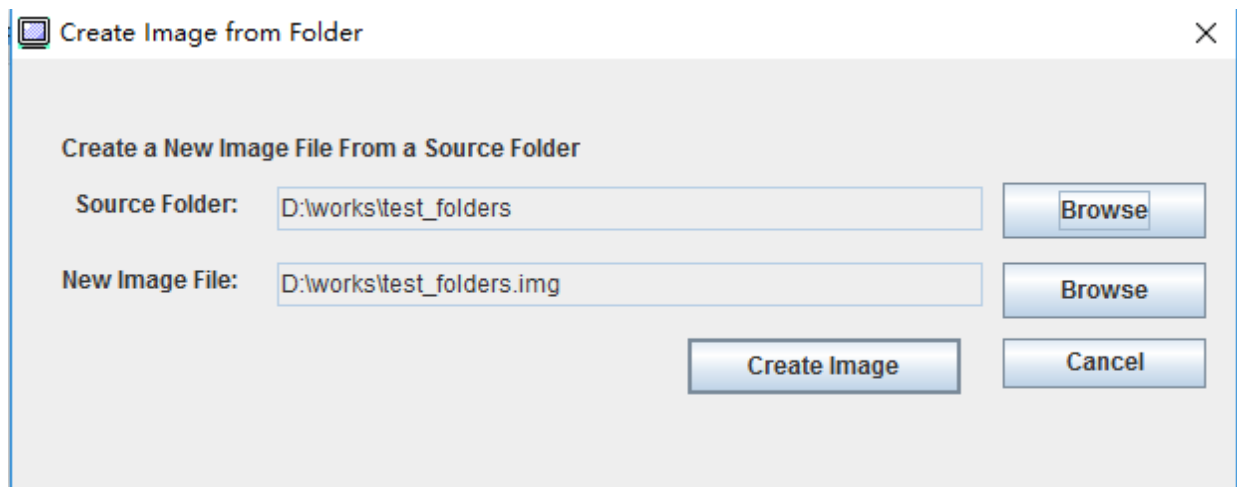 Create Image from Folder
Create a New Image File From a Source Folder
Source Folder: D:\works\test_folders Browse
New Image File: D:\works\test_folders.img Browse
Create Image Cancel